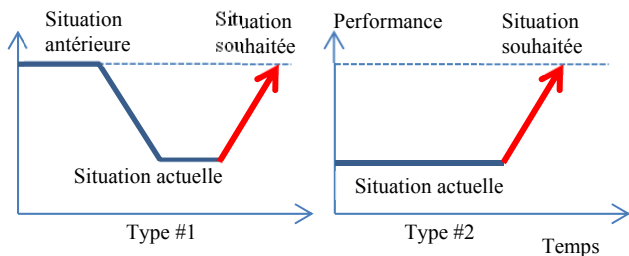 Situation
antérieure
Situation
souhaitée
Situation actuelle
Type #1
Performance
Situation
souhaitée
Situation actuelle
Type #2
Temps